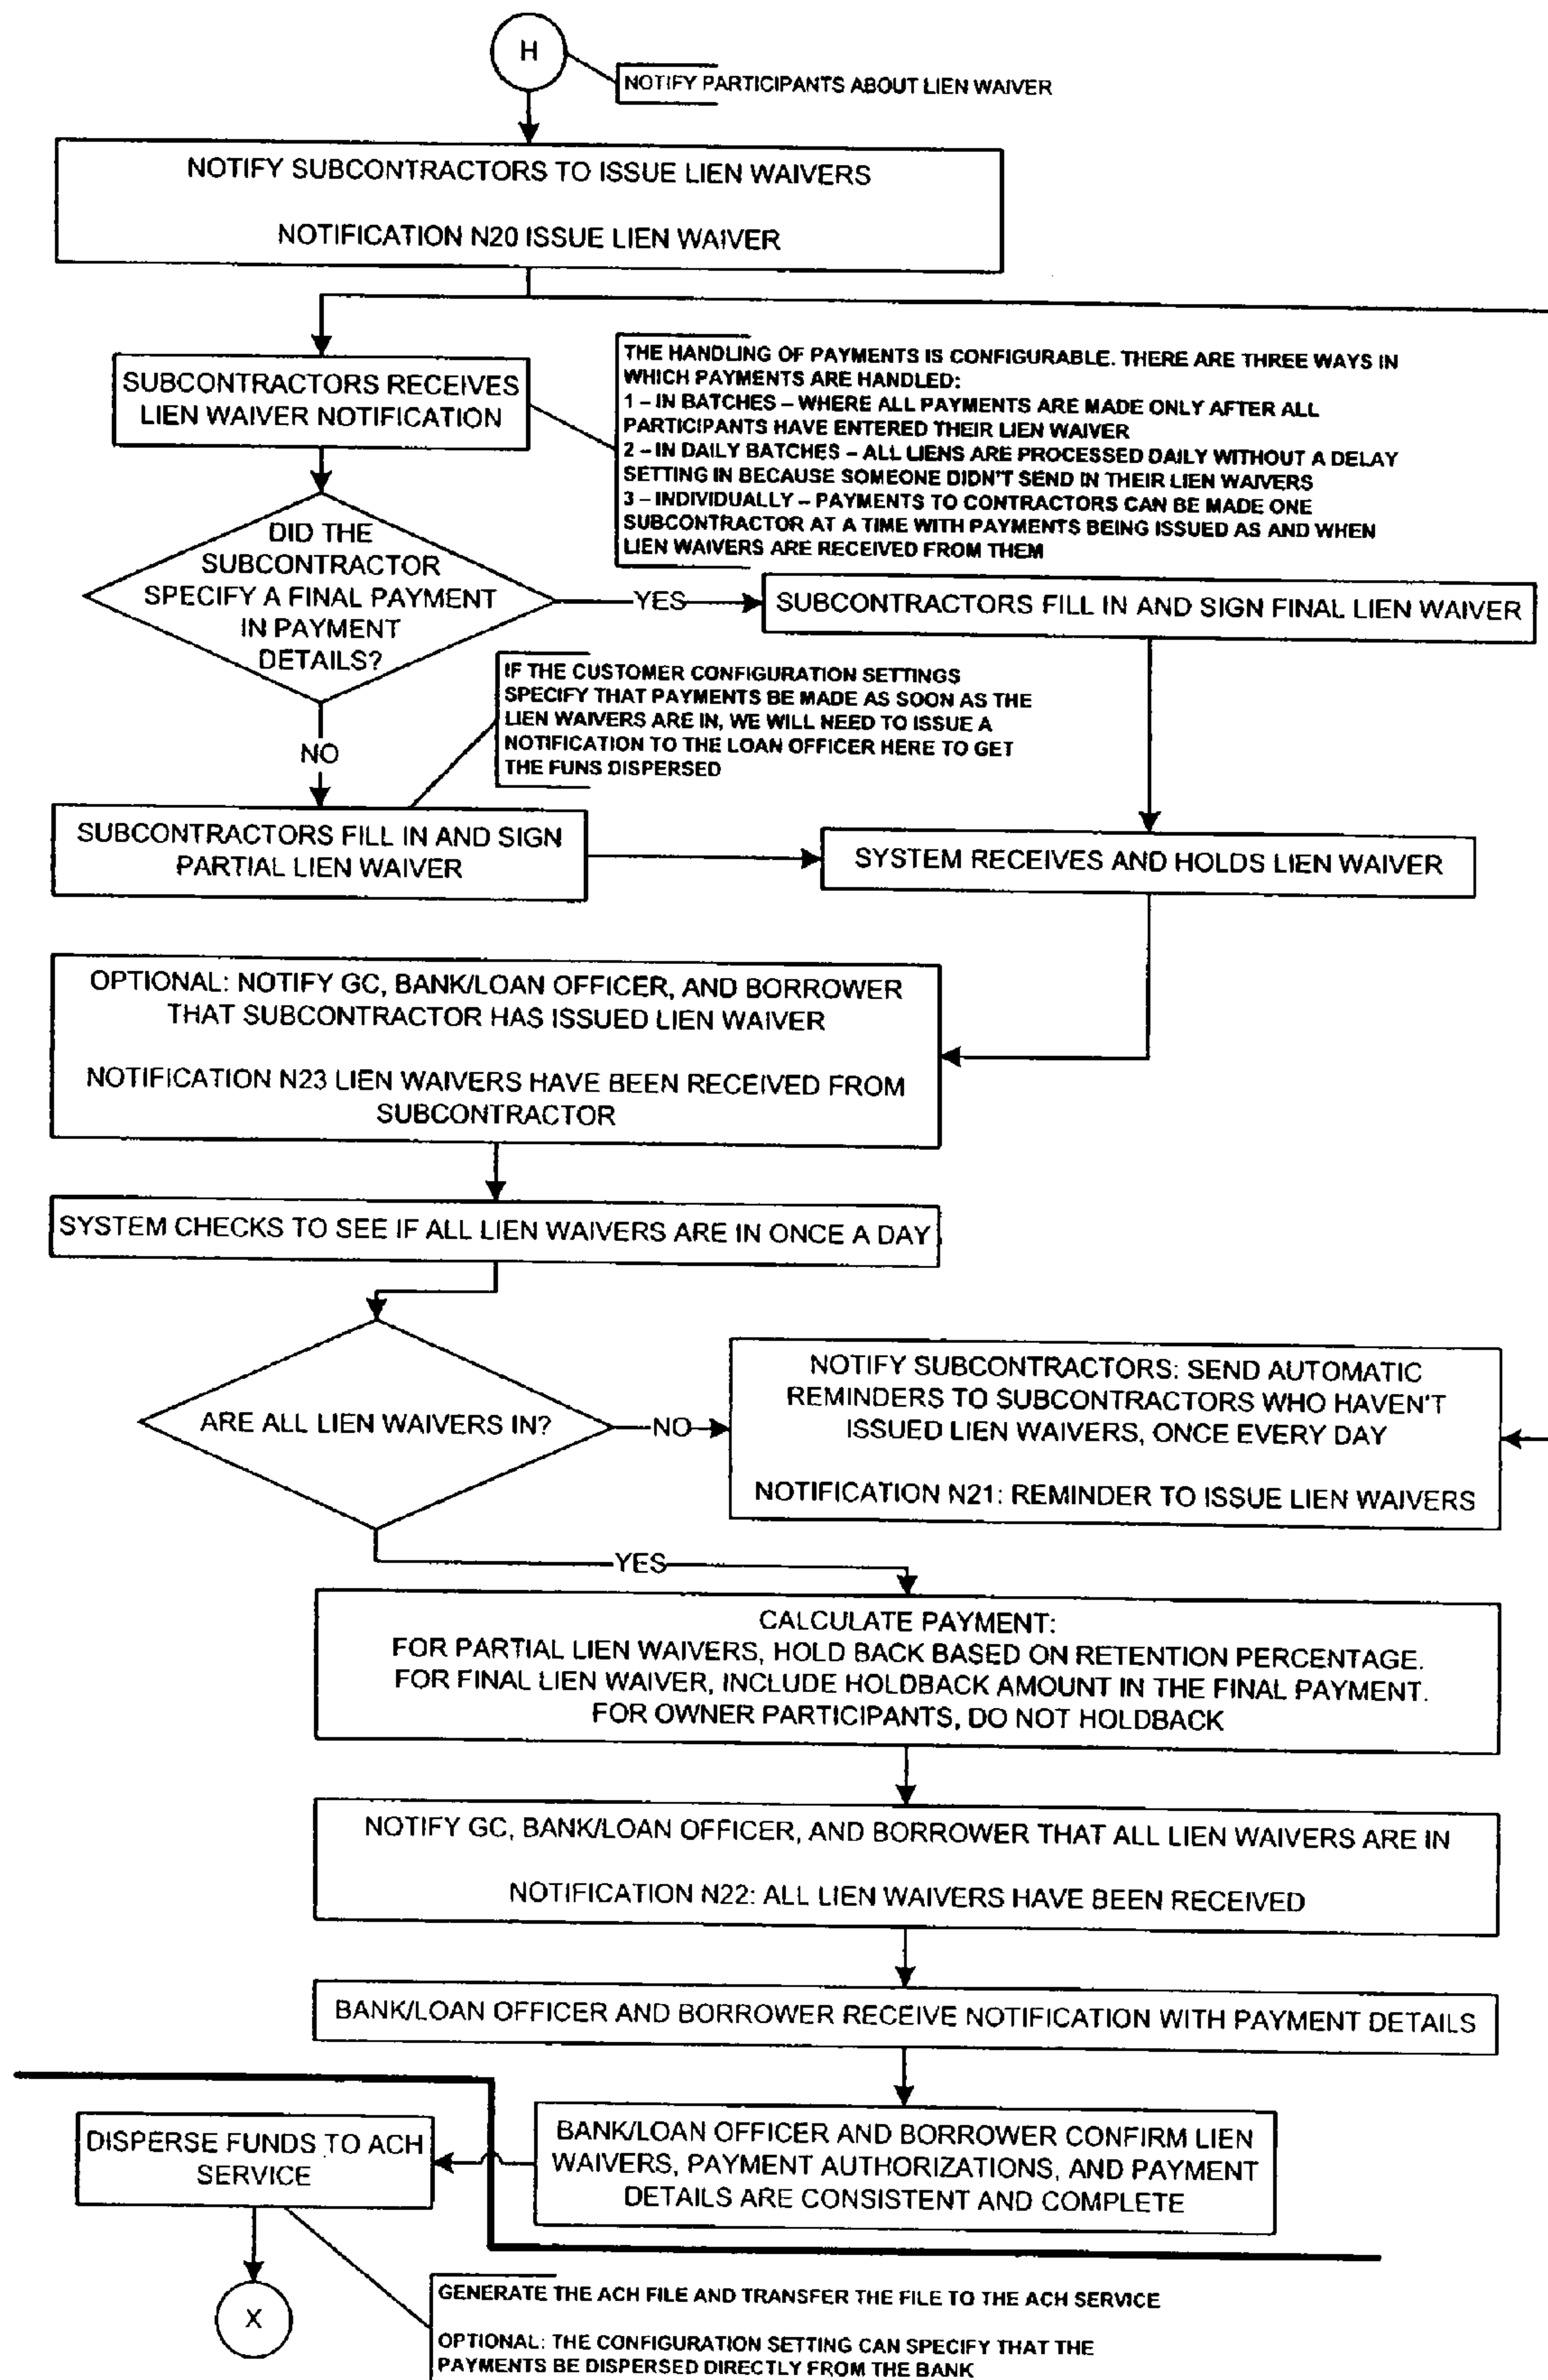 H
NOTIFY PARTICIPANTS ABOUT LIEN WAIVER
NOTIFY SUBCONTRACTORS TO ISSUE LIEN WAIVERS
NOTIFICATION N20 ISSUE LIEN WAIVER
SUBCONTRACTORS RECEIVES
LIEN WAIVER NOTIFICATION
THE HANDLING OF PAYMENTS IS CONFIGURABLE. THERE ARE THREE WAYS IN
WHICH PAYMENTS ARE HANDLED:
1 – IN BATCHES – WHERE ALL PAYMENTS ARE MADE ONLY AFTER ALL
PARTICIPANTS HAVE ENTERED THEIR LIEN WAIVER
2 – IN DAILY BATCHES – ALL LIENS ARE PROCESSED DAILY WITHOUT A DELAY
SETTING IN BECAUSE SOMEONE DIDN'T SEND IN THEIR LIEN WAIVERS
3 – INDIVIDUALLY – PAYMENTS TO CONTRACTORS CAN BE MADE ONE
SUBCONTRACTOR AT A TIME WITH PAYMENTS BEING ISSUED AS AND WHEN
LIEN WAIVERS ARE RECEIVED FROM THEM
DID THE
SUBCONTRACTOR
SPECIFY A FINAL PAYMENT
IN PAYMENT
DETAILS?
YES
SUBCONTRACTORS FILL IN AND SIGN FINAL LIEN WAIVER
IF THE CUSTOMER CONFIGURATION SETTINGS
SPECIFY THAT PAYMENTS BE MADE AS SOON AS THE
LIEN WAIVERS ARE IN, WE WILL NEED TO ISSUE A
NOTIFICATION TO THE LOAN OFFICER HERE TO GET
THE FUNS DISPERSED
NO
SUBCONTRACTORS FILL IN AND SIGN
PARTIAL LIEN WAIVER
SYSTEM RECEIVES AND HOLDS LIEN WAIVER
OPTIONAL: NOTIFY GC, BANK/LOAN OFFICER, AND BORROWER
THAT SUBCONTRACTOR HAS ISSUED LIEN WAIVER
NOTIFICATION N23 LIEN WAIVERS HAVE BEEN RECEIVED FROM
SUBCONTRACTOR
SYSTEM CHECKS TO SEE IF ALL LIEN WAIVERS ARE IN ONCE A DAY
ARE ALL LIEN WAIVERS IN?
NO
NOTIFY SUBCONTRACTORS: SEND AUTOMATIC
REMINDERS TO SUBCONTRACTORS WHO HAVEN'T
ISSUED LIEN WAIVERS, ONCE EVERY DAY
NOTIFICATION N21: REMINDER TO ISSUE LIEN WAIVERS
YES
CALCULATE PAYMENT:
FOR PARTIAL LIEN WAIVERS, HOLD BACK BASED ON RETENTION PERCENTAGE.
FOR FINAL LIEN WAIVER, INCLUDE HOLDBACK AMOUNT IN THE FINAL PAYMENT.
FOR OWNER PARTICIPANTS, DO NOT HOLDBACK
NOTIFY GC, BANK/LOAN OFFICER, AND BORROWER THAT ALL LIEN WAIVERS ARE IN
NOTIFICATION N22: ALL LIEN WAIVERS HAVE BEEN RECEIVED
BANK/LOAN OFFICER AND BORROWER RECEIVE NOTIFICATION WITH PAYMENT DETAILS
BANK/LOAN OFFICER AND BORROWER CONFIRM LIEN
WAIVERS, PAYMENT AUTHORIZATIONS, AND PAYMENT
DETAILS ARE CONSISTENT AND COMPLETE
DISPERSE FUNDS TO ACH
SERVICE
X
GENERATE THE ACH FILE AND TRANSFER THE FILE TO THE ACH SERVICE
OPTIONAL: THE CONFIGURATION SETTING CAN SPECIFY THAT THE
PAYMENTS BE DISPERSED DIRECTLY FROM THE BANK